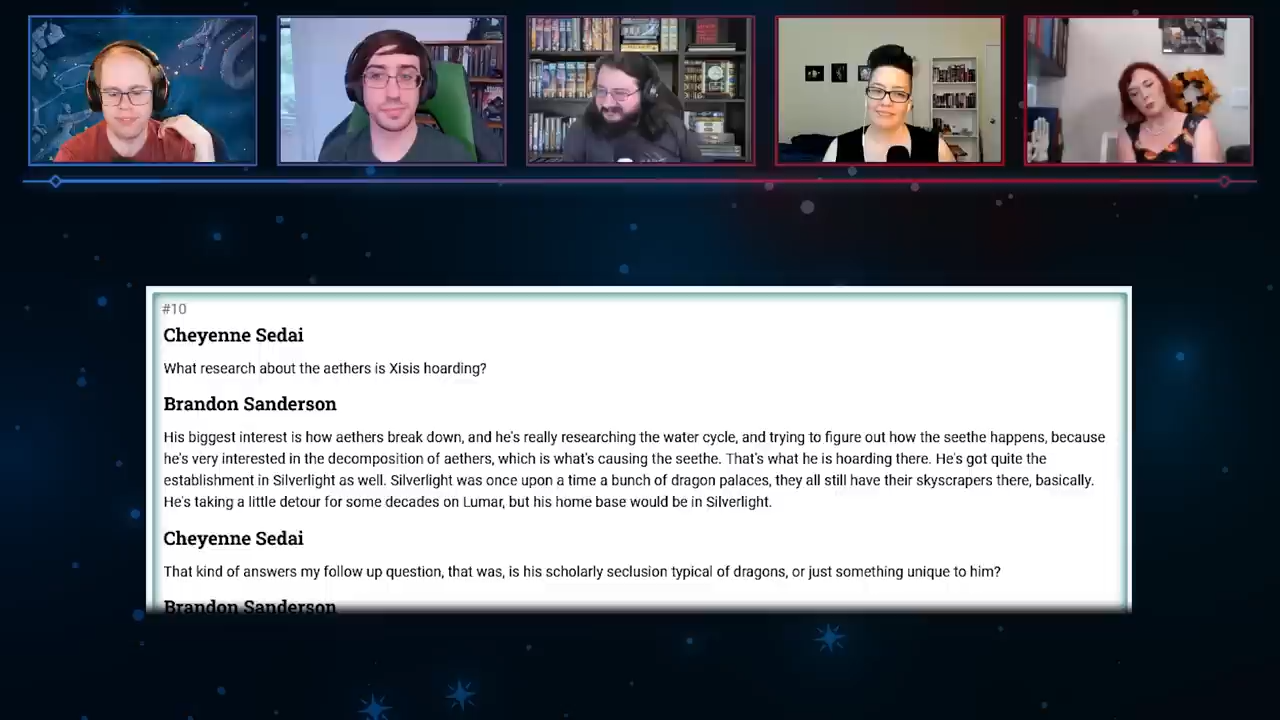 #10
Cheyenne Sedai
What research about the aethers is Xisis hoarding?
Brandon Sanderson
His biggest interest is how aethers break down, and he's really researching the water cycle, and trying to figure out how the seethe happens, because
he's very interested in the decomposition of aethers, which is what's causing the seethe. That's what he is hoarding there. He's got quite the
establishment in Silverlight as well. Silverlight was once upon a time a bunch of dragon palaces, they all still have their skyscrapers there, basically.
He's taking a little detour for some decades on Lumar, but his home base would be in Silverlight.
Cheyenne Sedai
That kind of answers my follow up question, that was, is his scholarly seclusion typical of dragons, or just something unique to him?
Brandon Sanderson